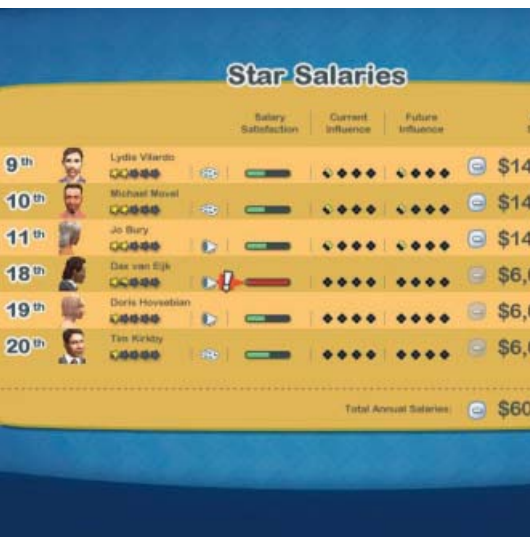 Star Salaries
Salary Satisfaction Current Influence Future Influence
9th Lydia Vilardo $14
10th Michael Movel $14
11th Jo Bury $14
18th Dax van Eijk $6,
19th Doris Hovsebian $6,
20th Tim Kirkby $6,
Total Annual Salaries: $60